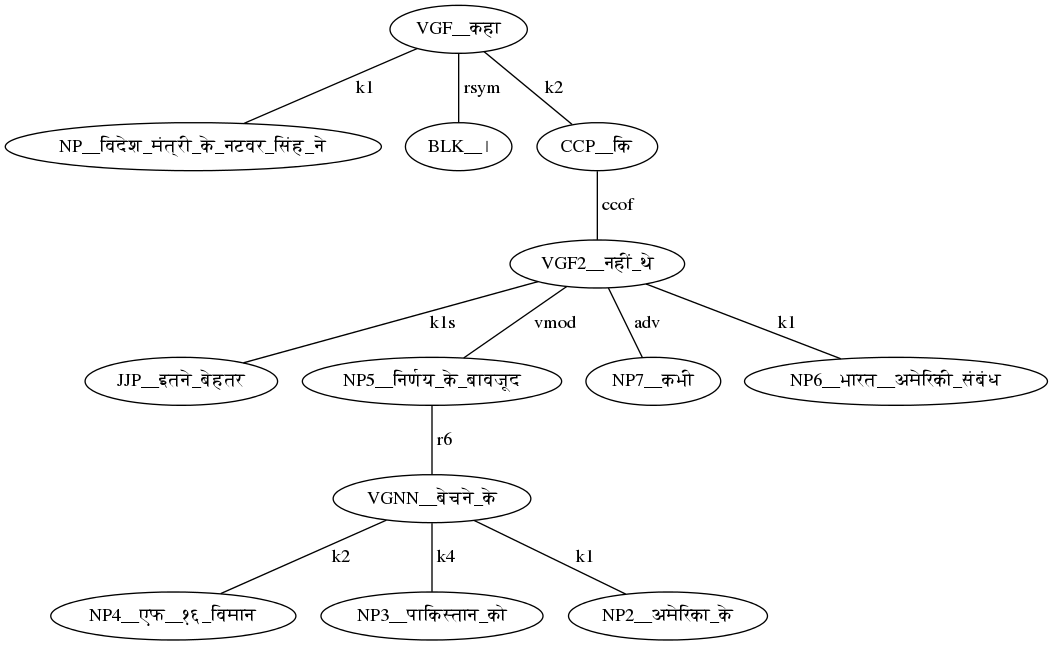 VGF__कहा
k1
rsym
k2
NP__विदेश_मंत्री_के_नटवर_सिंह_ने
BLK__।
CCP__कि
ccof
VGF2__नहीं_थे
k1s
vmod
adv
k1
JJP__इतने_बेहतर
NP5__निर्णय_के_बावजूद
NP7__कभी
NP6__भारत__अमेरिकी_संबंध
r6
VGNN__बेचने_के
k2
k4
k1
NP4__एफ__१६_विमान
NP3__पाकिस्तान_को
NP2__अमेरिका_के